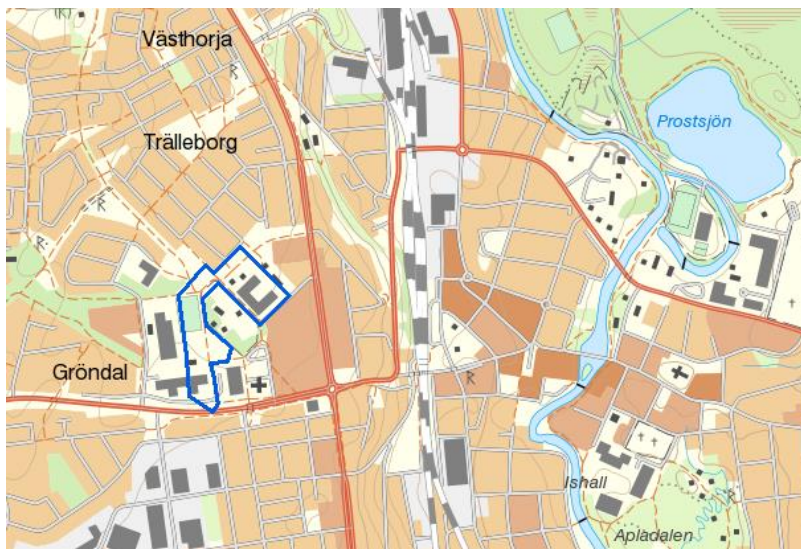 Västhorja
Prostsjön
Trälleborg
Gröndal
Ishall
Apladalen